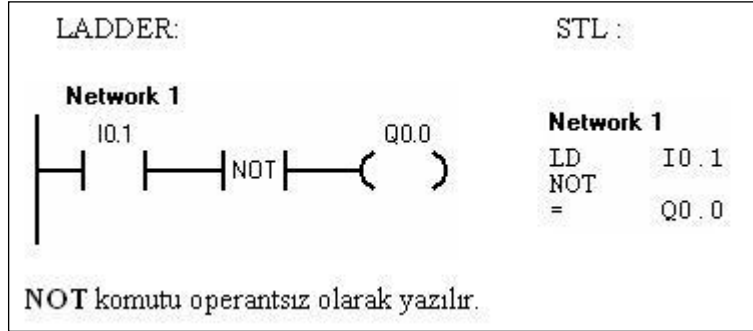 LADDER:
STL :
Network 1
I0.1
Q0.0
NOT
Network 1
LD I0.1
NOT
= Q0.0
NOT komutu operantsız olarak yazılır.